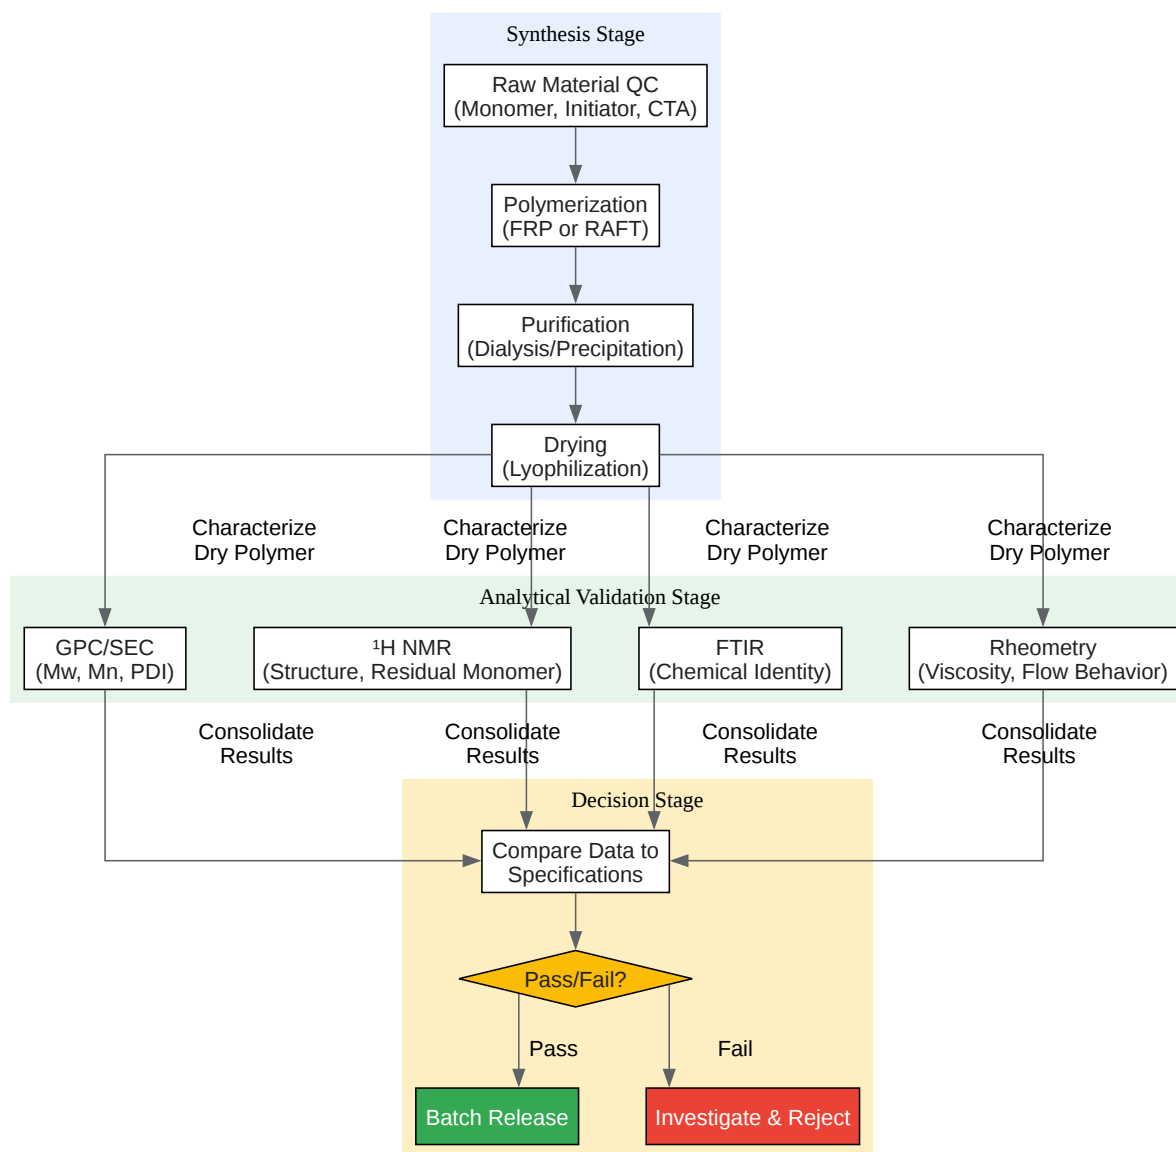 Synthesis Stage
Raw Material QC
(Monomer, Initiator, CTA)
Polymerization
(FRP or RAFT)
Purification
(Dialysis/Precipitation)
Drying
(Lyophilization)
Characterize
Dry Polymer
Characterize
Dry Polymer
Characterize
Dry Polymer
Characterize
Dry Polymer
Analytical Validation Stage
GPC/SEC
(Mw, Mn, PDI)
¹H NMR
(Structure, Residual Monomer)
FTIR
(Chemical Identity)
Rheometry
(Viscosity, Flow Behavior)
Consolidate
Results
Consolidate
Results
Consolidate
Results
Consolidate
Results
Decision Stage
Compare Data to
Specifications
Pass/Fail?
Pass
Fail
Batch Release
Investigate & Reject